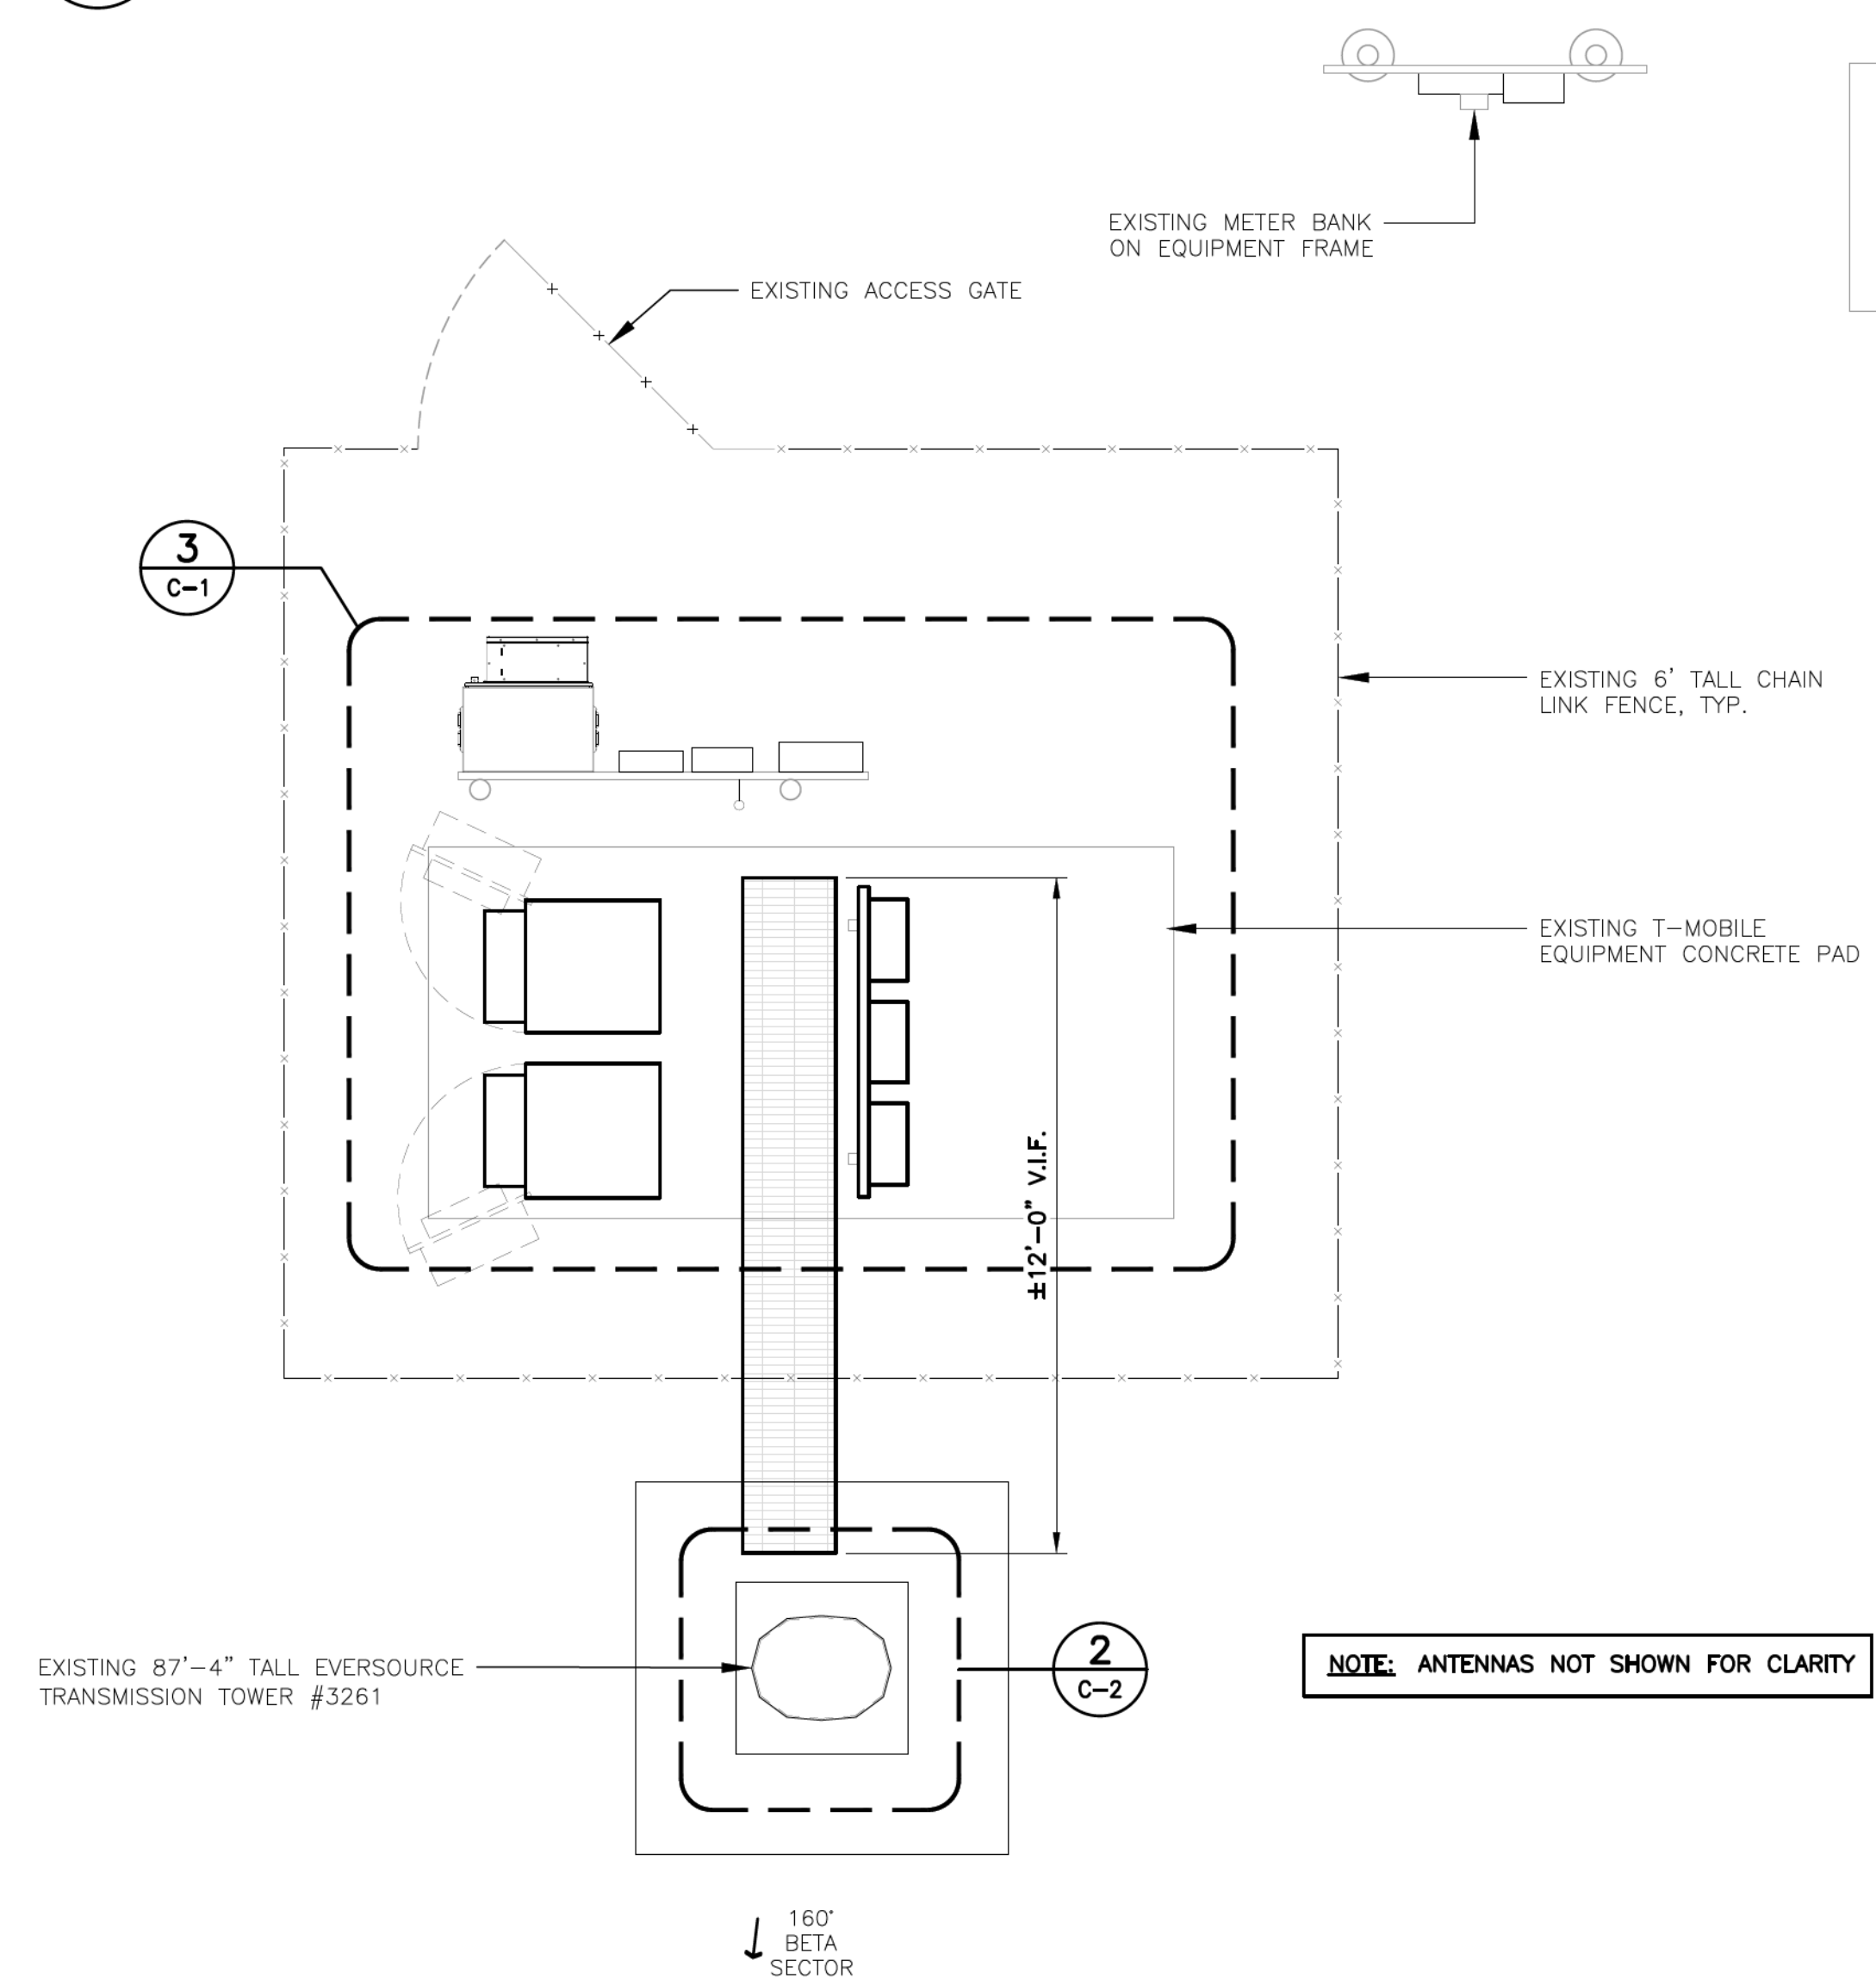 EXISTING METER BANK
ON EQUIPMENT FRAME
EXISTING ACCESS GATE
3
C-1
EXISTING 6' TALL CHAIN
LINK FENCE, TYP.
EXISTING T-MOBILE
EQUIPMENT CONCRETE PAD
±12'-0" V.I.F.
EXISTING 87'-4" TALL EVERSOURCE
TRANSMISSION TOWER #3261
2
C-2
NOTE: ANTENNAS NOT SHOWN FOR CLARITY
160°
BETA
SECTOR